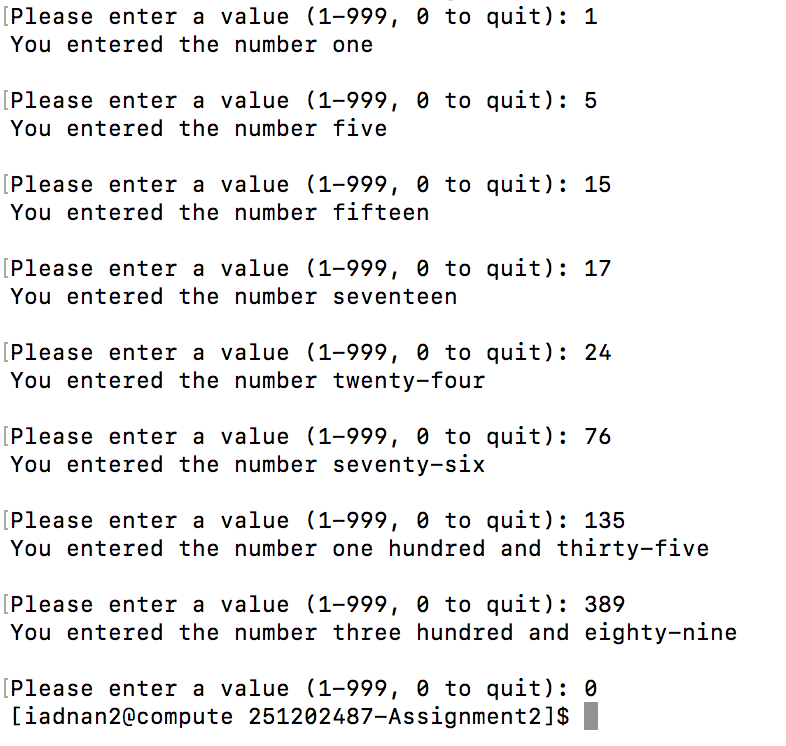 [Please enter a value (1-999, 0 to quit): 1
You entered the number one
[Please enter a value (1-999, 0 to quit): 5
You entered the number five
[Please enter a value (1-999, 0 to quit): 15
You entered the number fifteen
[Please enter a value (1-999, 0 to quit): 17
You entered the number seventeen
[Please enter a value (1-999, 0 to quit): 24
You entered the number twenty-four
[Please enter a value (1-999, 0 to quit): 76
You entered the number seventy-six
[Please enter a value (1-999, 0 to quit): 135
You entered the number one hundred and thirty-five
[Please enter a value (1-999, 0 to quit): 389
You entered the number three hundred and eighty-nine
[Please enter a value (1-999, 0 to quit): 0
[iadnan2@compute 251202487-Assignment2]$